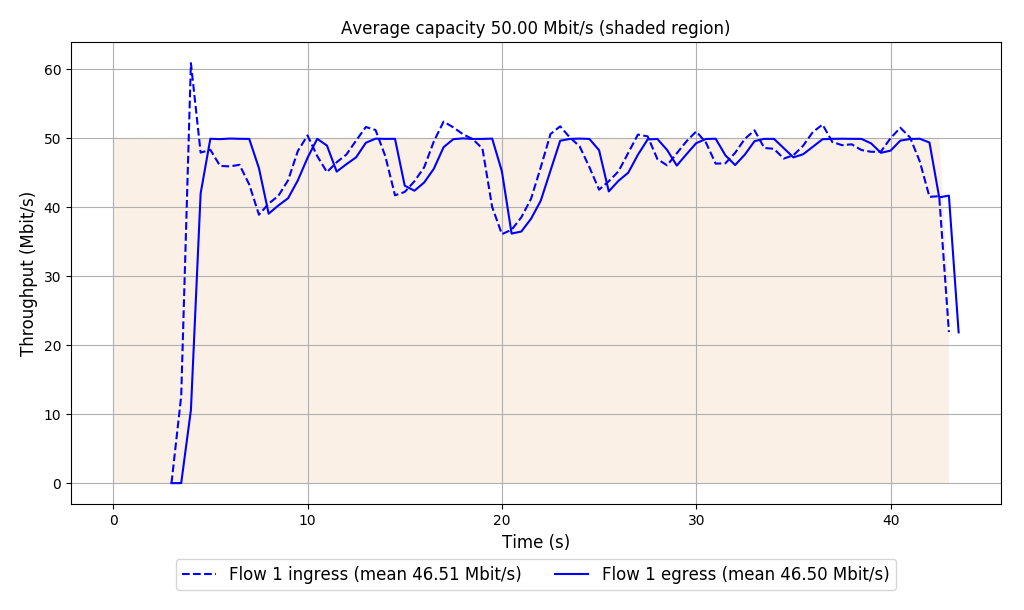 Average capacity 50.00 Mbit/s (shaded region)
Throughput (Mbit/s)
60
50
40
30
20
10
0
0 10 20 30 40
Time (s)
Flow 1 ingress (mean 46.51 Mbit/s) Flow 1 egress (mean 46.50 Mbit/s)